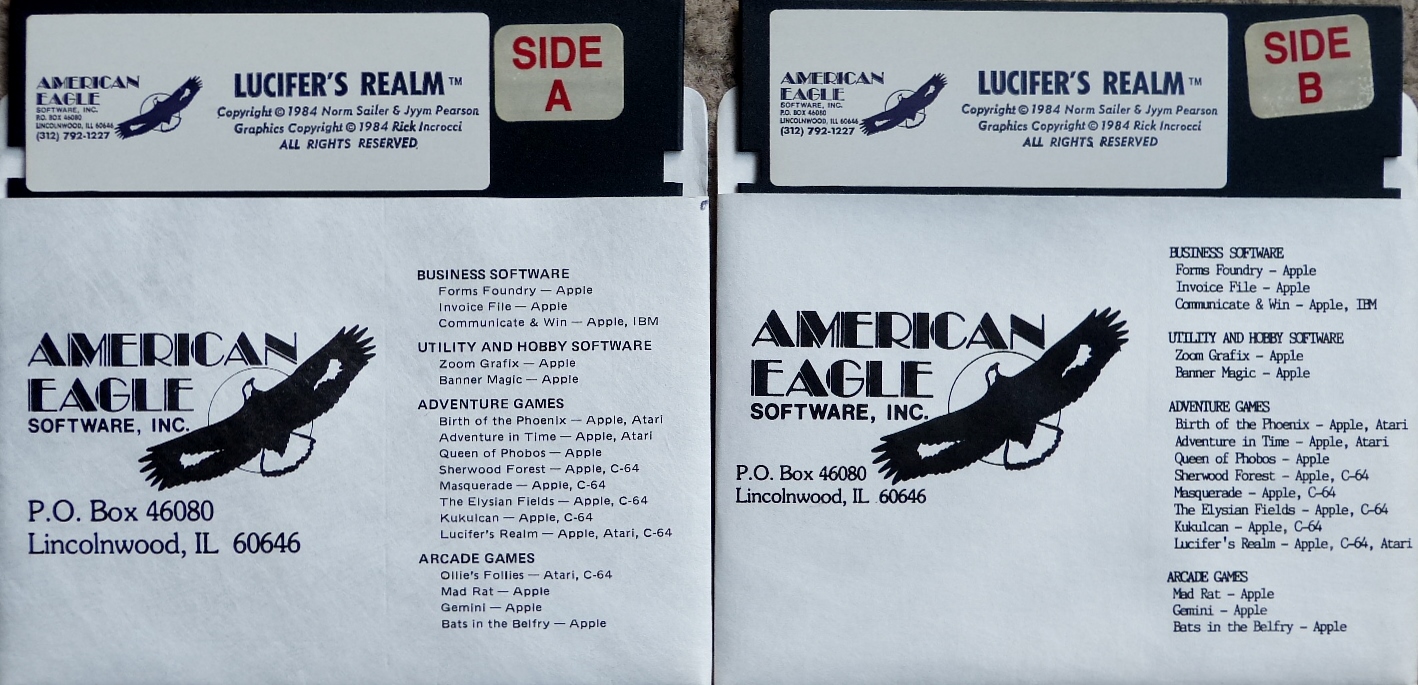 AMERICAN
EAGLE
SOFTWARE, INC.
P.O. BOX 46080
LINCOLNWOOD, ILL 60646
(312) 792-1227
LUCIFER'S REALM™
Copyright © 1984 Norm Sailer & Jyym Pearson
Graphics Copyright © 1984 Rick Incrocci
ALL RIGHTS RESERVED
SIDE
A
AMERICAN
EAGLE
SOFTWARE, INC.
P.O. Box 46080
Lincolnwood, IL 60646
BUSINESS SOFTWARE
Forms Foundry — Apple
Invoice File — Apple
Communicate & Win — Apple, IBM
UTILITY AND HOBBY SOFTWARE
Zoom Grafix — Apple
Banner Magic — Apple
ADVENTURE GAMES
Birth of the Phoenix — Apple, Atari
Adventure in Time — Apple, Atari
Queen of Phobos — Apple
Sherwood Forest — Apple, C-64
Masquerade — Apple, C-64
The Elysian Fields — Apple, C-64
Kukulcan — Apple, C-64
Lucifer's Realm — Apple, Atari, C-64
ARCADE GAMES
Ollie's Follies — Atari, C-64
Mad Rat — Apple
Gemini — Apple
Bats in the Belfry — Apple
AMERICAN
EAGLE
SOFTWARE, INC.
P.O. BOX 46080
LINCOLNWOOD, ILL 60646
(312) 792-1227
LUCIFER'S REALM™
Copyright © 1984 Norm Sailer & Jyym Pearson
Graphics Copyright © 1984 Rick Incrocci
ALL RIGHTS RESERVED
SIDE
B
AMERICAN
EAGLE
SOFTWARE, INC.
P.O. Box 46080
Lincolnwood, IL 60646
BUSINESS SOFTWARE
Forms Foundry - Apple
Invoice File - Apple
Communicate & Win - Apple, IBM
UTILITY AND HOBBY SOFTWARE
Zoom Grafix - Apple
Banner Magic - Apple
ADVENTURE GAMES
Birth of the Phoenix - Apple, Atari
Adventure in Time - Apple, Atari
Queen of Phobos - Apple
Sherwood Forest - Apple, C-64
Masquerade - Apple, C-64
The Elysian Fields - Apple, C-64
Kukulcan - Apple, C-64
Lucifer's Realm - Apple, C-64, Atari
ARCADE GAMES
Mad Rat - Apple
Gemini - Apple
Bats in the Belfry - Apple